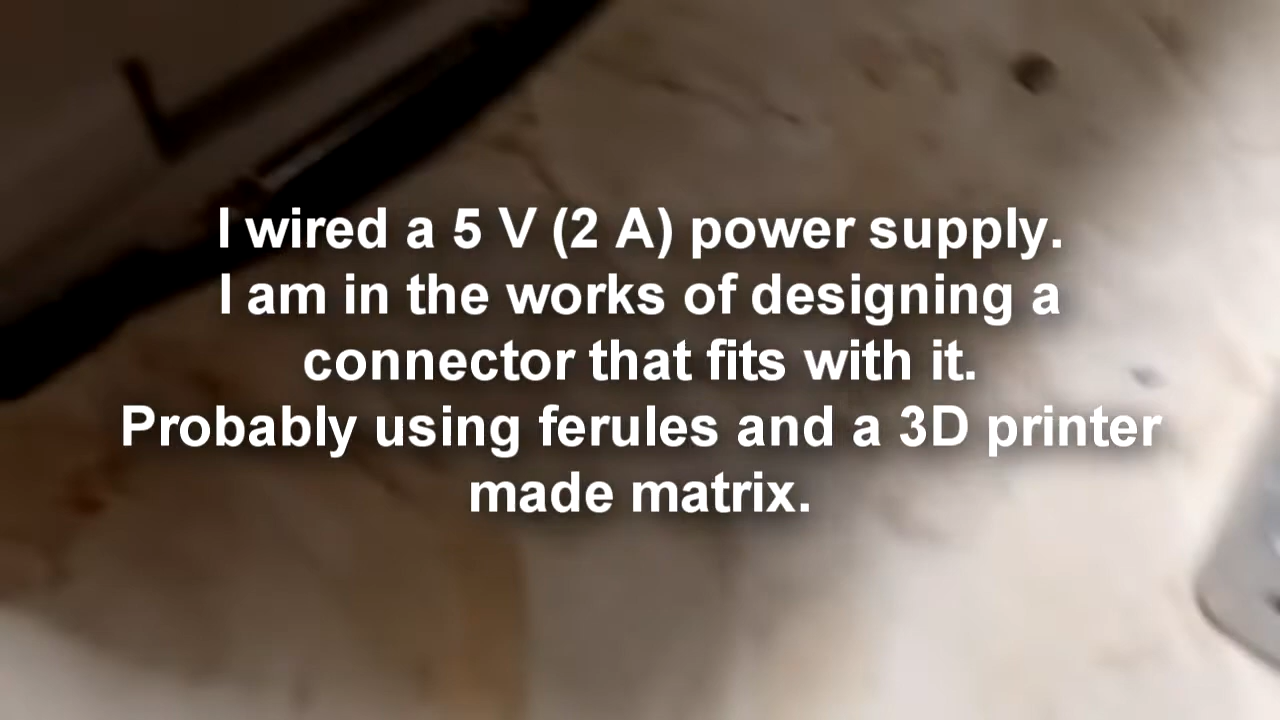 I wired a 5 V (2 A) power supply.
I am in the works of designing a
connector that fits with it.
Probably using ferules and a 3D printer
made matrix.